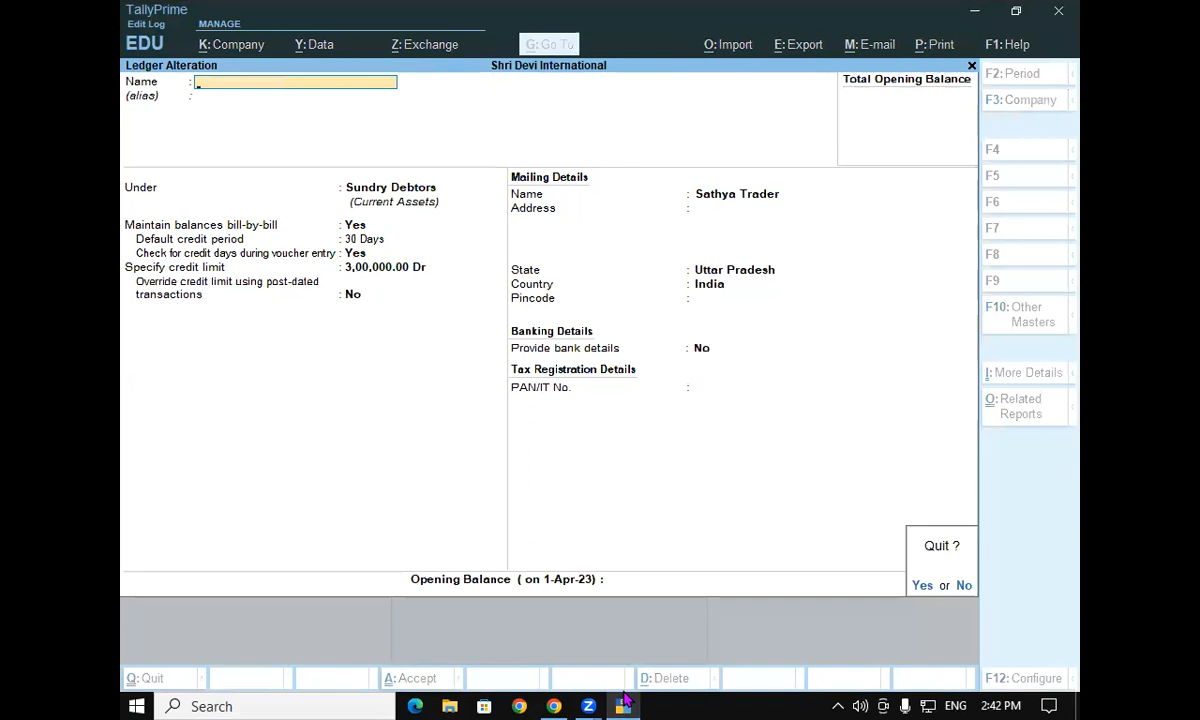 TallyPrime
Edit Log
MANAGE
EDU
K: Company
Y: Data
Z: Exchange
G: Go To
O: Import
E: Export
M: E-mail
P: Print
F1: Help
Ledger Alteration
Shri Devi International
Name :
(alias) :
Total Opening Balance
Under : Sundry Debtors
(Current Assets)
Maintain balances bill-by-bill : Yes
Default credit period : 30 Days
Check for credit days during voucher entry : Yes
Specify credit limit : 3,00,000.00 Dr
Override credit limit using post-dated
transactions : No
Mailing Details
Name : Sathya Trader
Address :
State : Uttar Pradesh
Country : India
Pincode :
Banking Details
Provide bank details : No
Tax Registration Details
PAN/IT No. :
Opening Balance ( on 1-Apr-23) :
Quit ?
Yes or No
F2: Period
F3: Company
F4
F5
F6
F7
F8
F9
F10: Other
Masters
I: More Details
O: Related
Reports
F12: Configure
Q: Quit
A: Accept
D: Delete
Search
ENG
2:42 PM